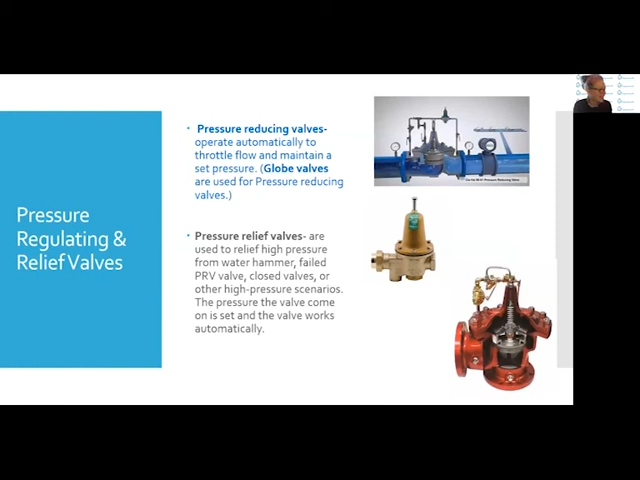 Pressure
Regulating &
Relief Valves
• Pressure reducing valves-
operate automatically to
throttle flow and maintain a
set pressure. (Globe valves
are used for Pressure reducing
valves.)
• Pressure relief valves- are
used to relief high pressure
from water hammer, failed
PRV valve, closed valves, or
other high-pressure scenarios.
The pressure the valve come
on is set and the valve works
automatically.
Pressure Reducing Valve